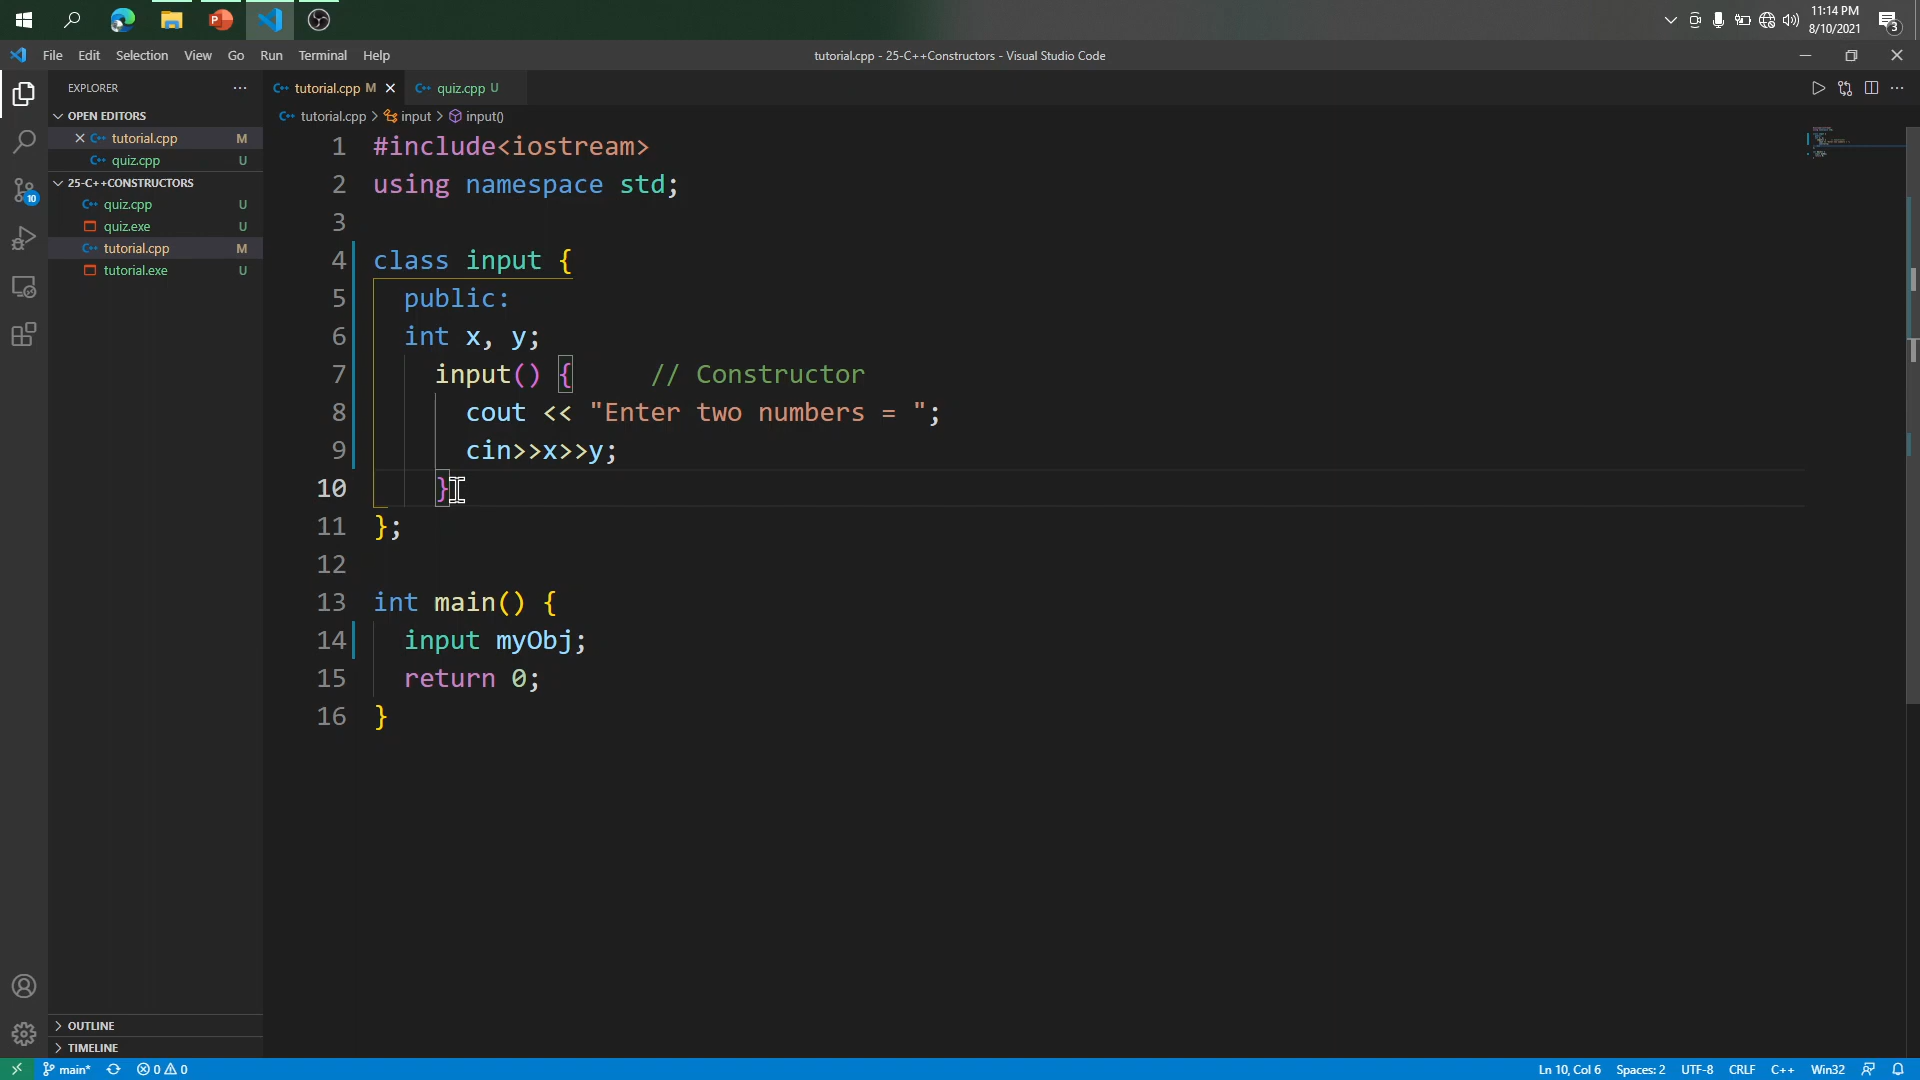 11:14 PM
8/10/2021
3
File Edit Selection View Go Run Terminal Help
tutorial.cpp - 25-C++Constructors - Visual Studio Code
EXPLORER
OPEN EDITORS
tutorial.cpp M
quiz.cpp U
25-C++CONSTRUCTORS
quiz.cpp U
quiz.exe U
tutorial.cpp M
tutorial.exe U
10
OUTLINE
TIMELINE
tutorial.cpp M quiz.cpp U
tutorial.cpp > input > input()
1 #include<iostream>
2 using namespace std;
3
4 class input {
5 public:
6 int x, y;
7 input() { // Constructor
8 cout << "Enter two numbers = ";
9 cin>>x>>y;
10 }
11 };
12
13 int main() {
14 input myObj;
15 return 0;
16 }
main* 0 0 Ln 10, Col 6 Spaces: 2 UTF-8 CRLF C++ Win32